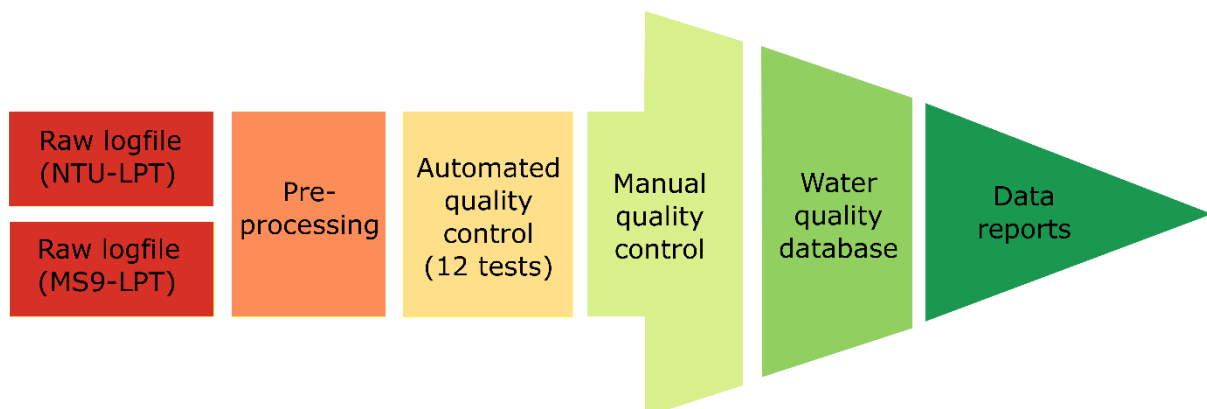 Raw logfile
(NTU-LPT)
Raw logfile
(MS9-LPT)
Pre-
processing
Automated
quality
control
(12 tests)
Manual
quality
control
Water
quality
database
Data
reports